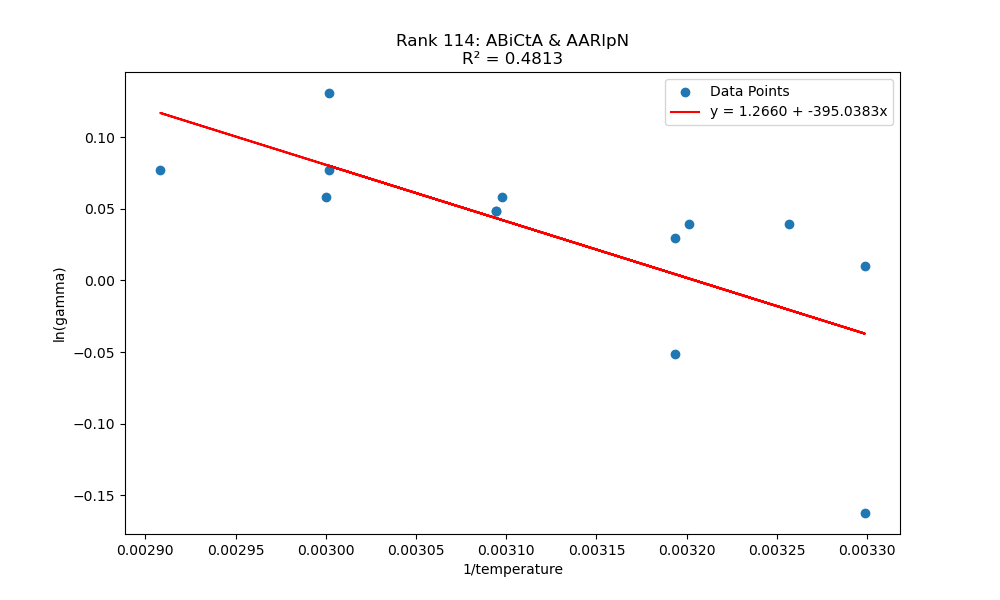 Rank 114: ABiCtA & AARlpN
R² = 0.4813
Data Points
y = 1.2660 + -395.0383x
ln(gamma)
0.10
0.05
0.00
−0.05
−0.10
−0.15
0.00290 0.00295 0.00300 0.00305 0.00310 0.00315 0.00320 0.00325 0.00330
1/temperature